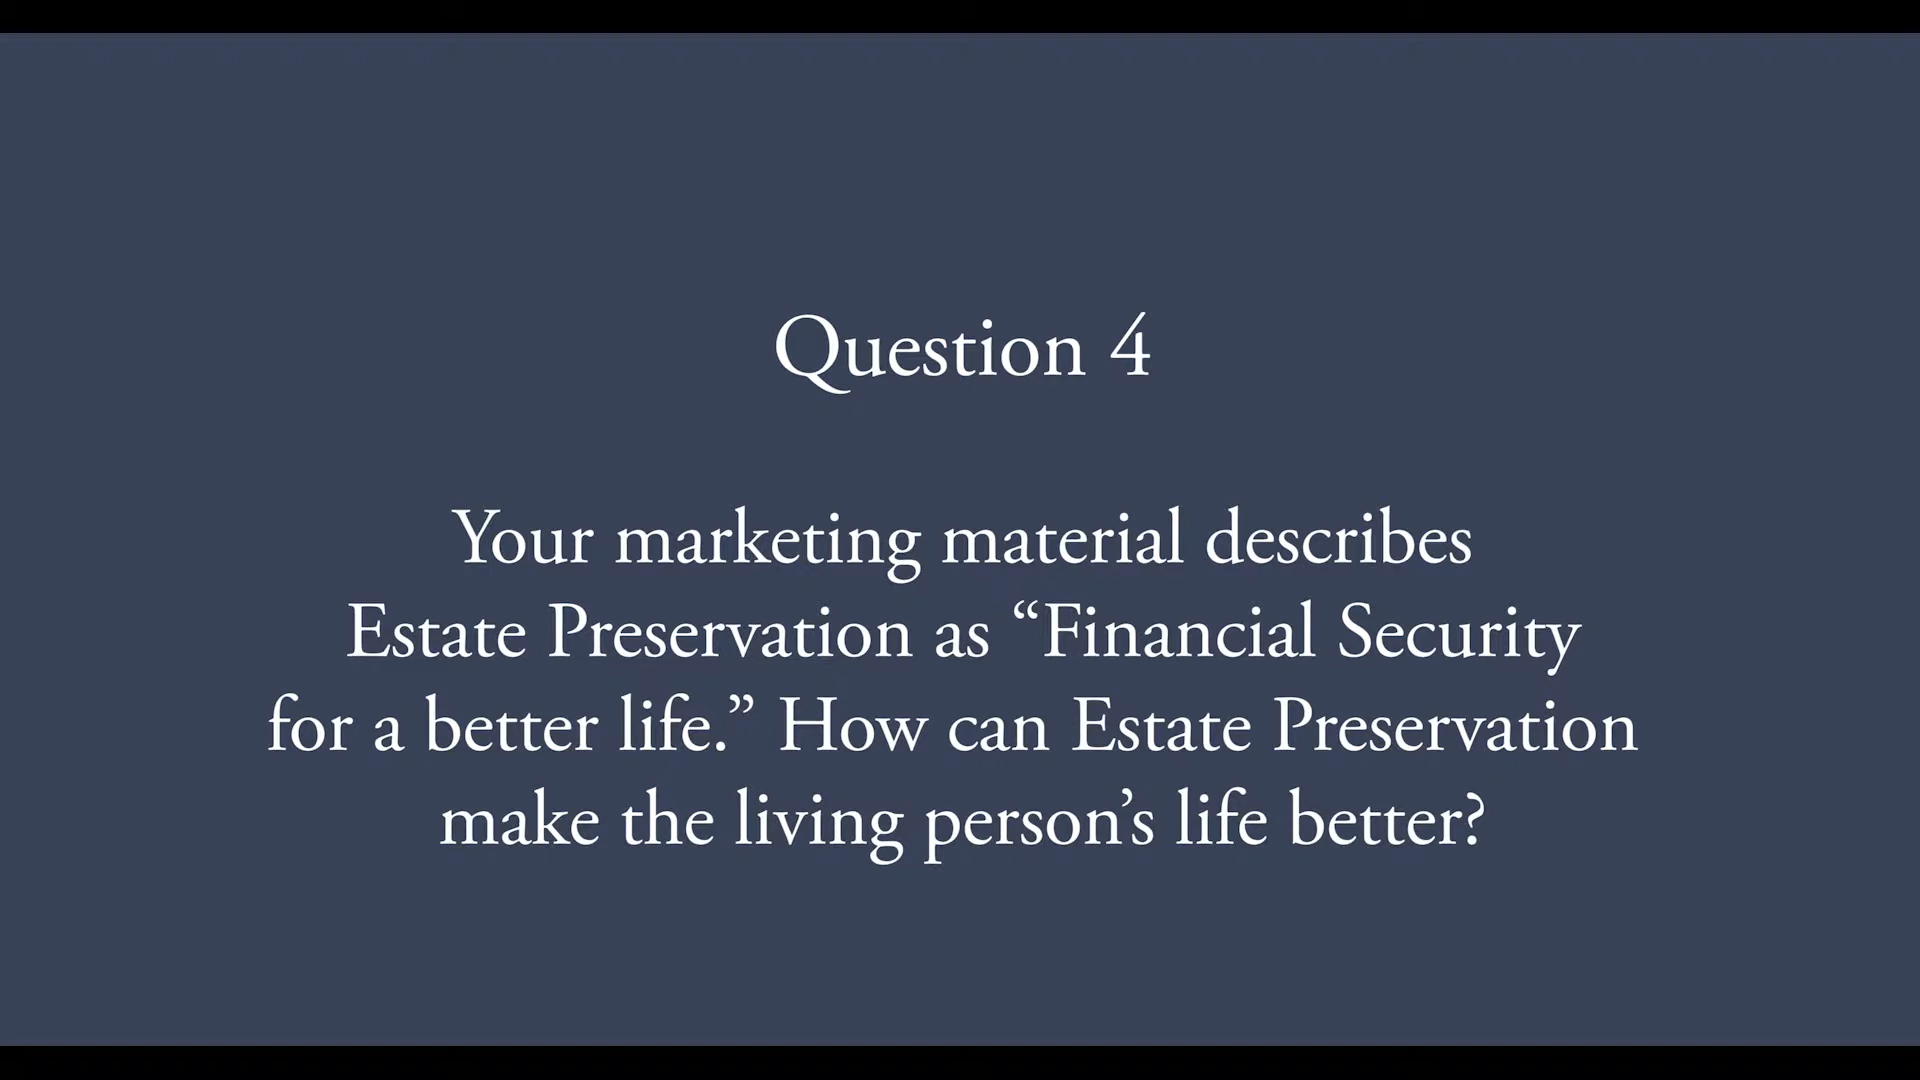 Question 4
Your marketing material describes
Estate Preservation as “Financial Security
for a better life.” How can Estate Preservation
make the living person’s life better?